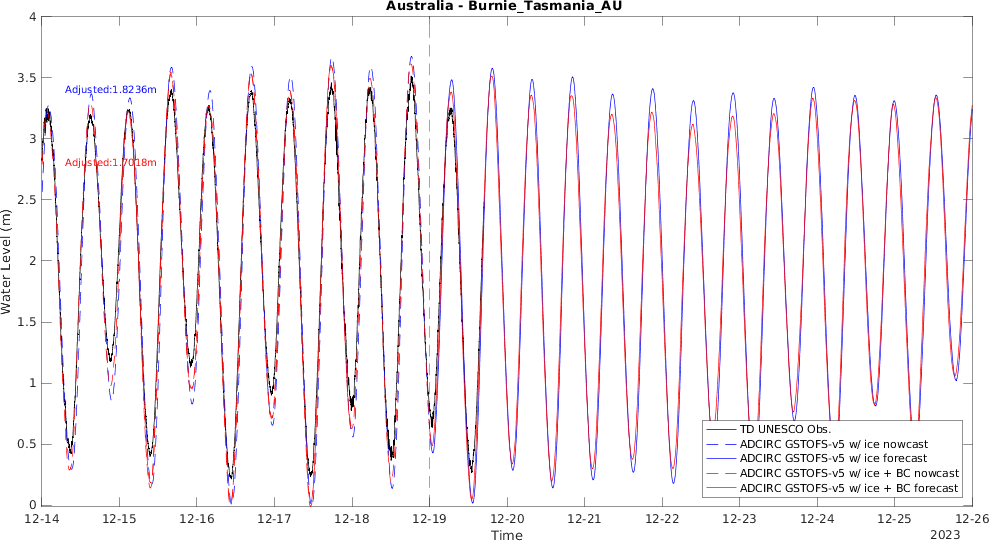 Australia - Burnie_Tasmania_AU
4
3.5
3
2.5
2
1.5
1
0.5
0
Water Level (m)
Adjusted:1.8236m
Adjusted:1.7018m
TD UNESCO Obs.
ADCIRC GSTOFS-v5 w/ ice nowcast
ADCIRC GSTOFS-v5 w/ ice forecast
ADCIRC GSTOFS-v5 w/ ice + BC nowcast
ADCIRC GSTOFS-v5 w/ ice + BC forecast
12-14 12-15 12-16 12-17 12-18 12-19 12-20 12-21 12-22 12-23 12-24 12-25 12-26
Time
2023